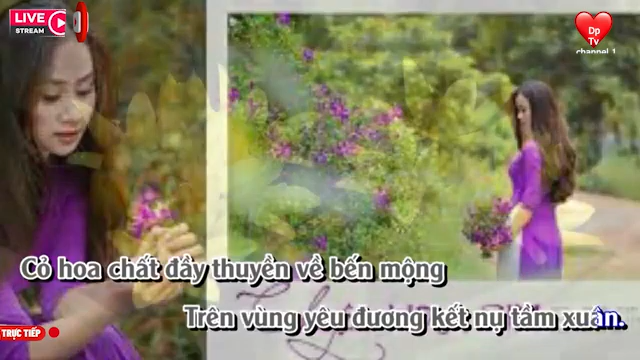 LIVE
STREAM
Dp
Tv
channel 1
Cỏ hoa chất đầy thuyền về bến mộng
Trên vùng yêu đương kết nụ tầm xuân.
TRỰC TIẾP